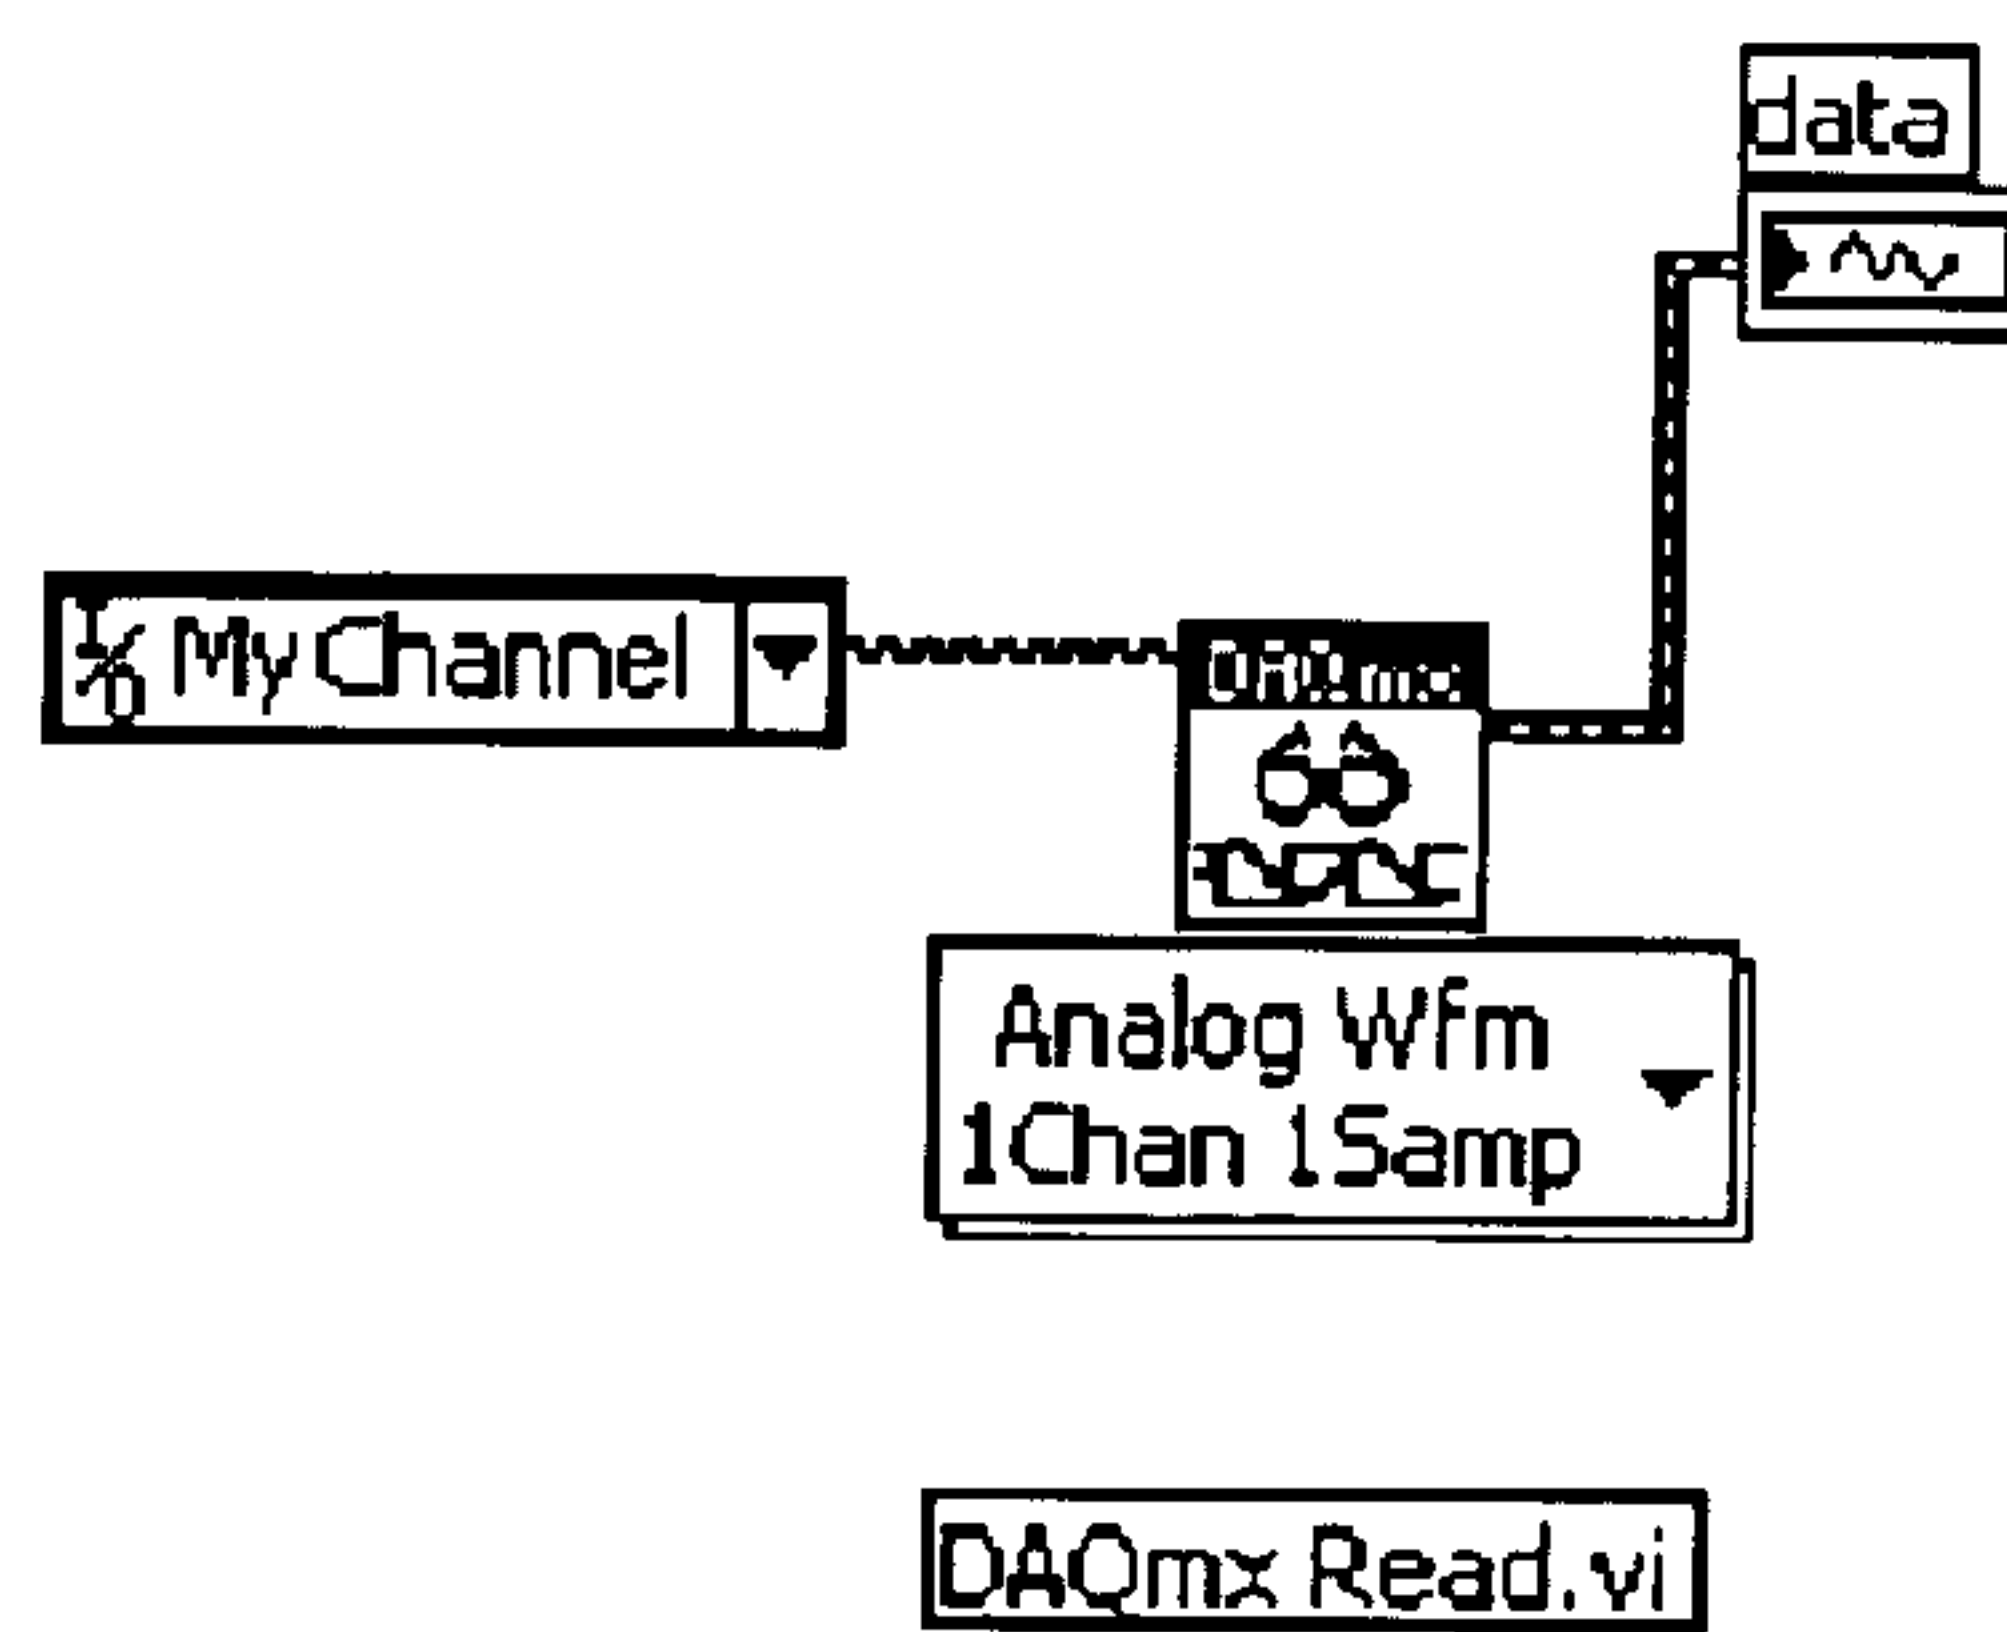 data
My Channel
DAQmx
Analog Wfm
1Chan 1Samp
DAQmx Read.vi